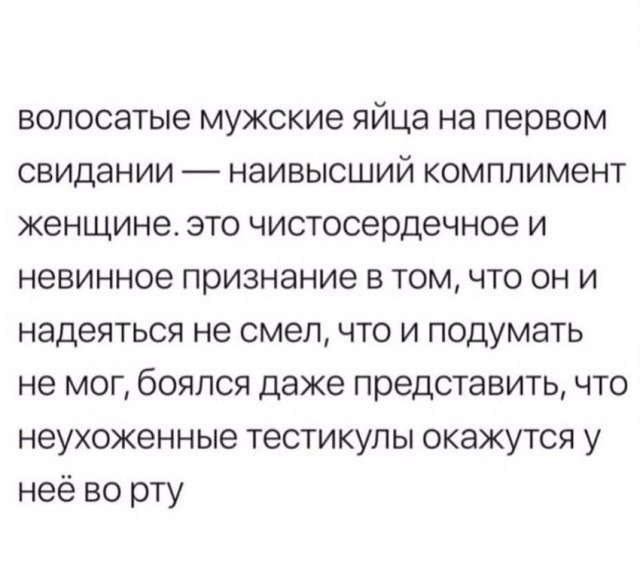 волосатые мужские яйца на первом
свидании — наивысший комплимент
женщине. это чистосердечное и
невинное признание в том, что он и
надеяться не смел, что и подумать
не мог, боялся даже представить, что
неухоженные тестикулы окажутся у
неё во рту